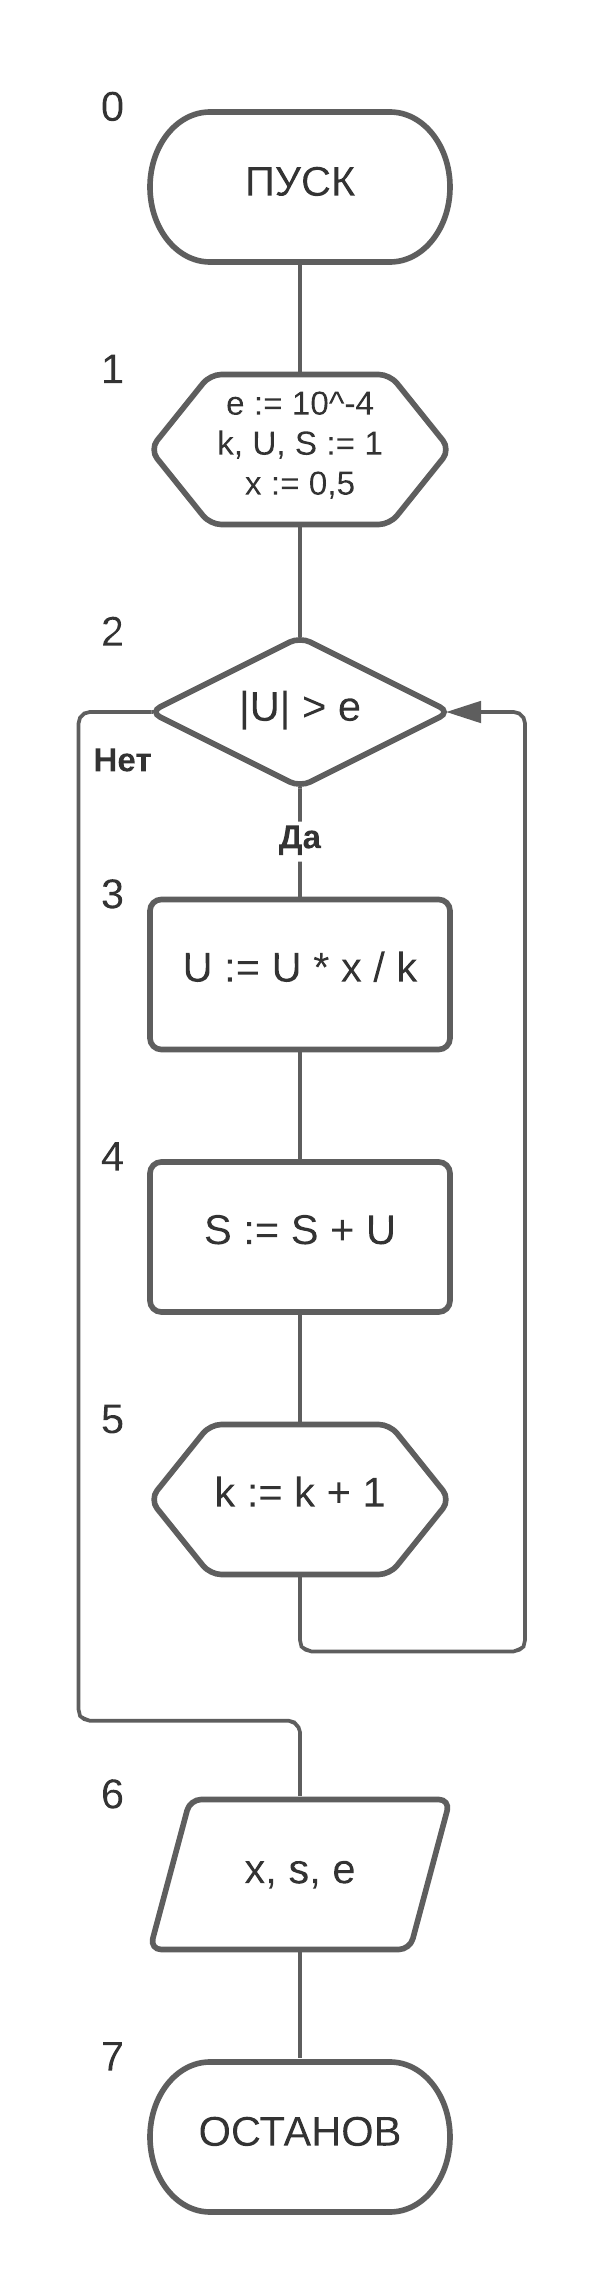 0
ПУСК
1
e := 10^-4
k, U, S := 1
x := 0,5
2
|U| > e
Нет
Да
3
U := U * x / k
4
S := S + U
5
k := k + 1
6
x, s, e
7
ОСТАНОВ